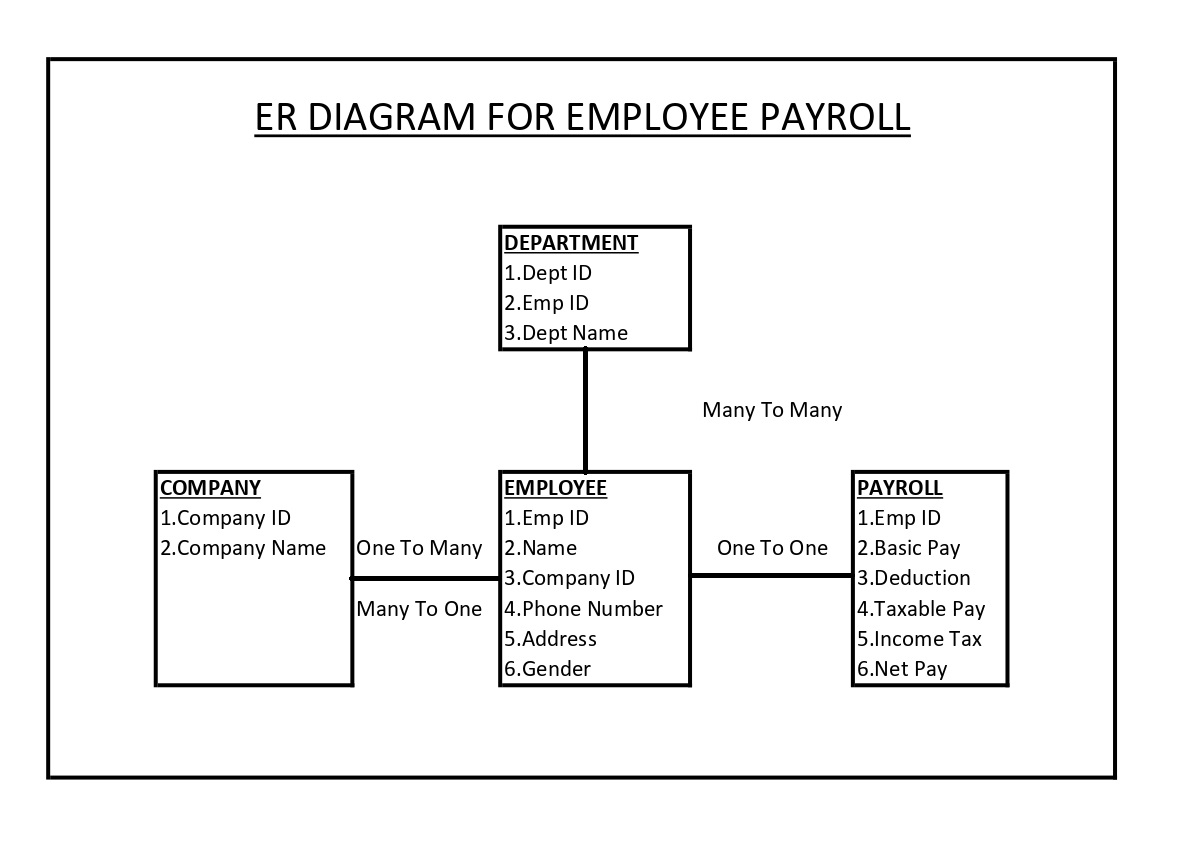 ER DIAGRAM FOR EMPLOYEE PAYROLL
DEPARTMENT
1.Dept ID
2.Emp ID
3.Dept Name
Many To Many
COMPANY
1.Company ID
2.Company Name
One To Many
Many To One
EMPLOYEE
1.Emp ID
2.Name
3.Company ID
4.Phone Number
5.Address
6.Gender
One To One
PAYROLL
1.Emp ID
2.Basic Pay
3.Deduction
4.Taxable Pay
5.Income Tax
6.Net Pay